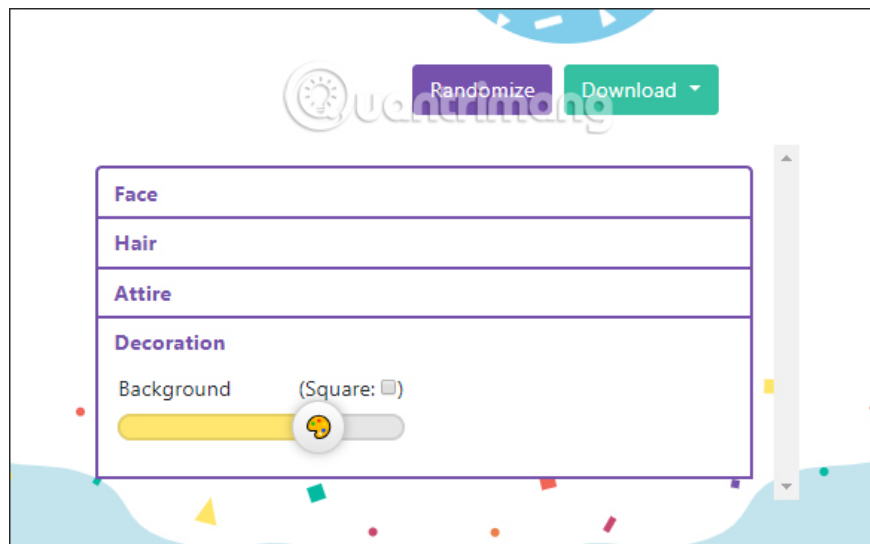 Randomize Download
Quantrimang
Face
Hair
Attire
Decoration
Background (Square: )